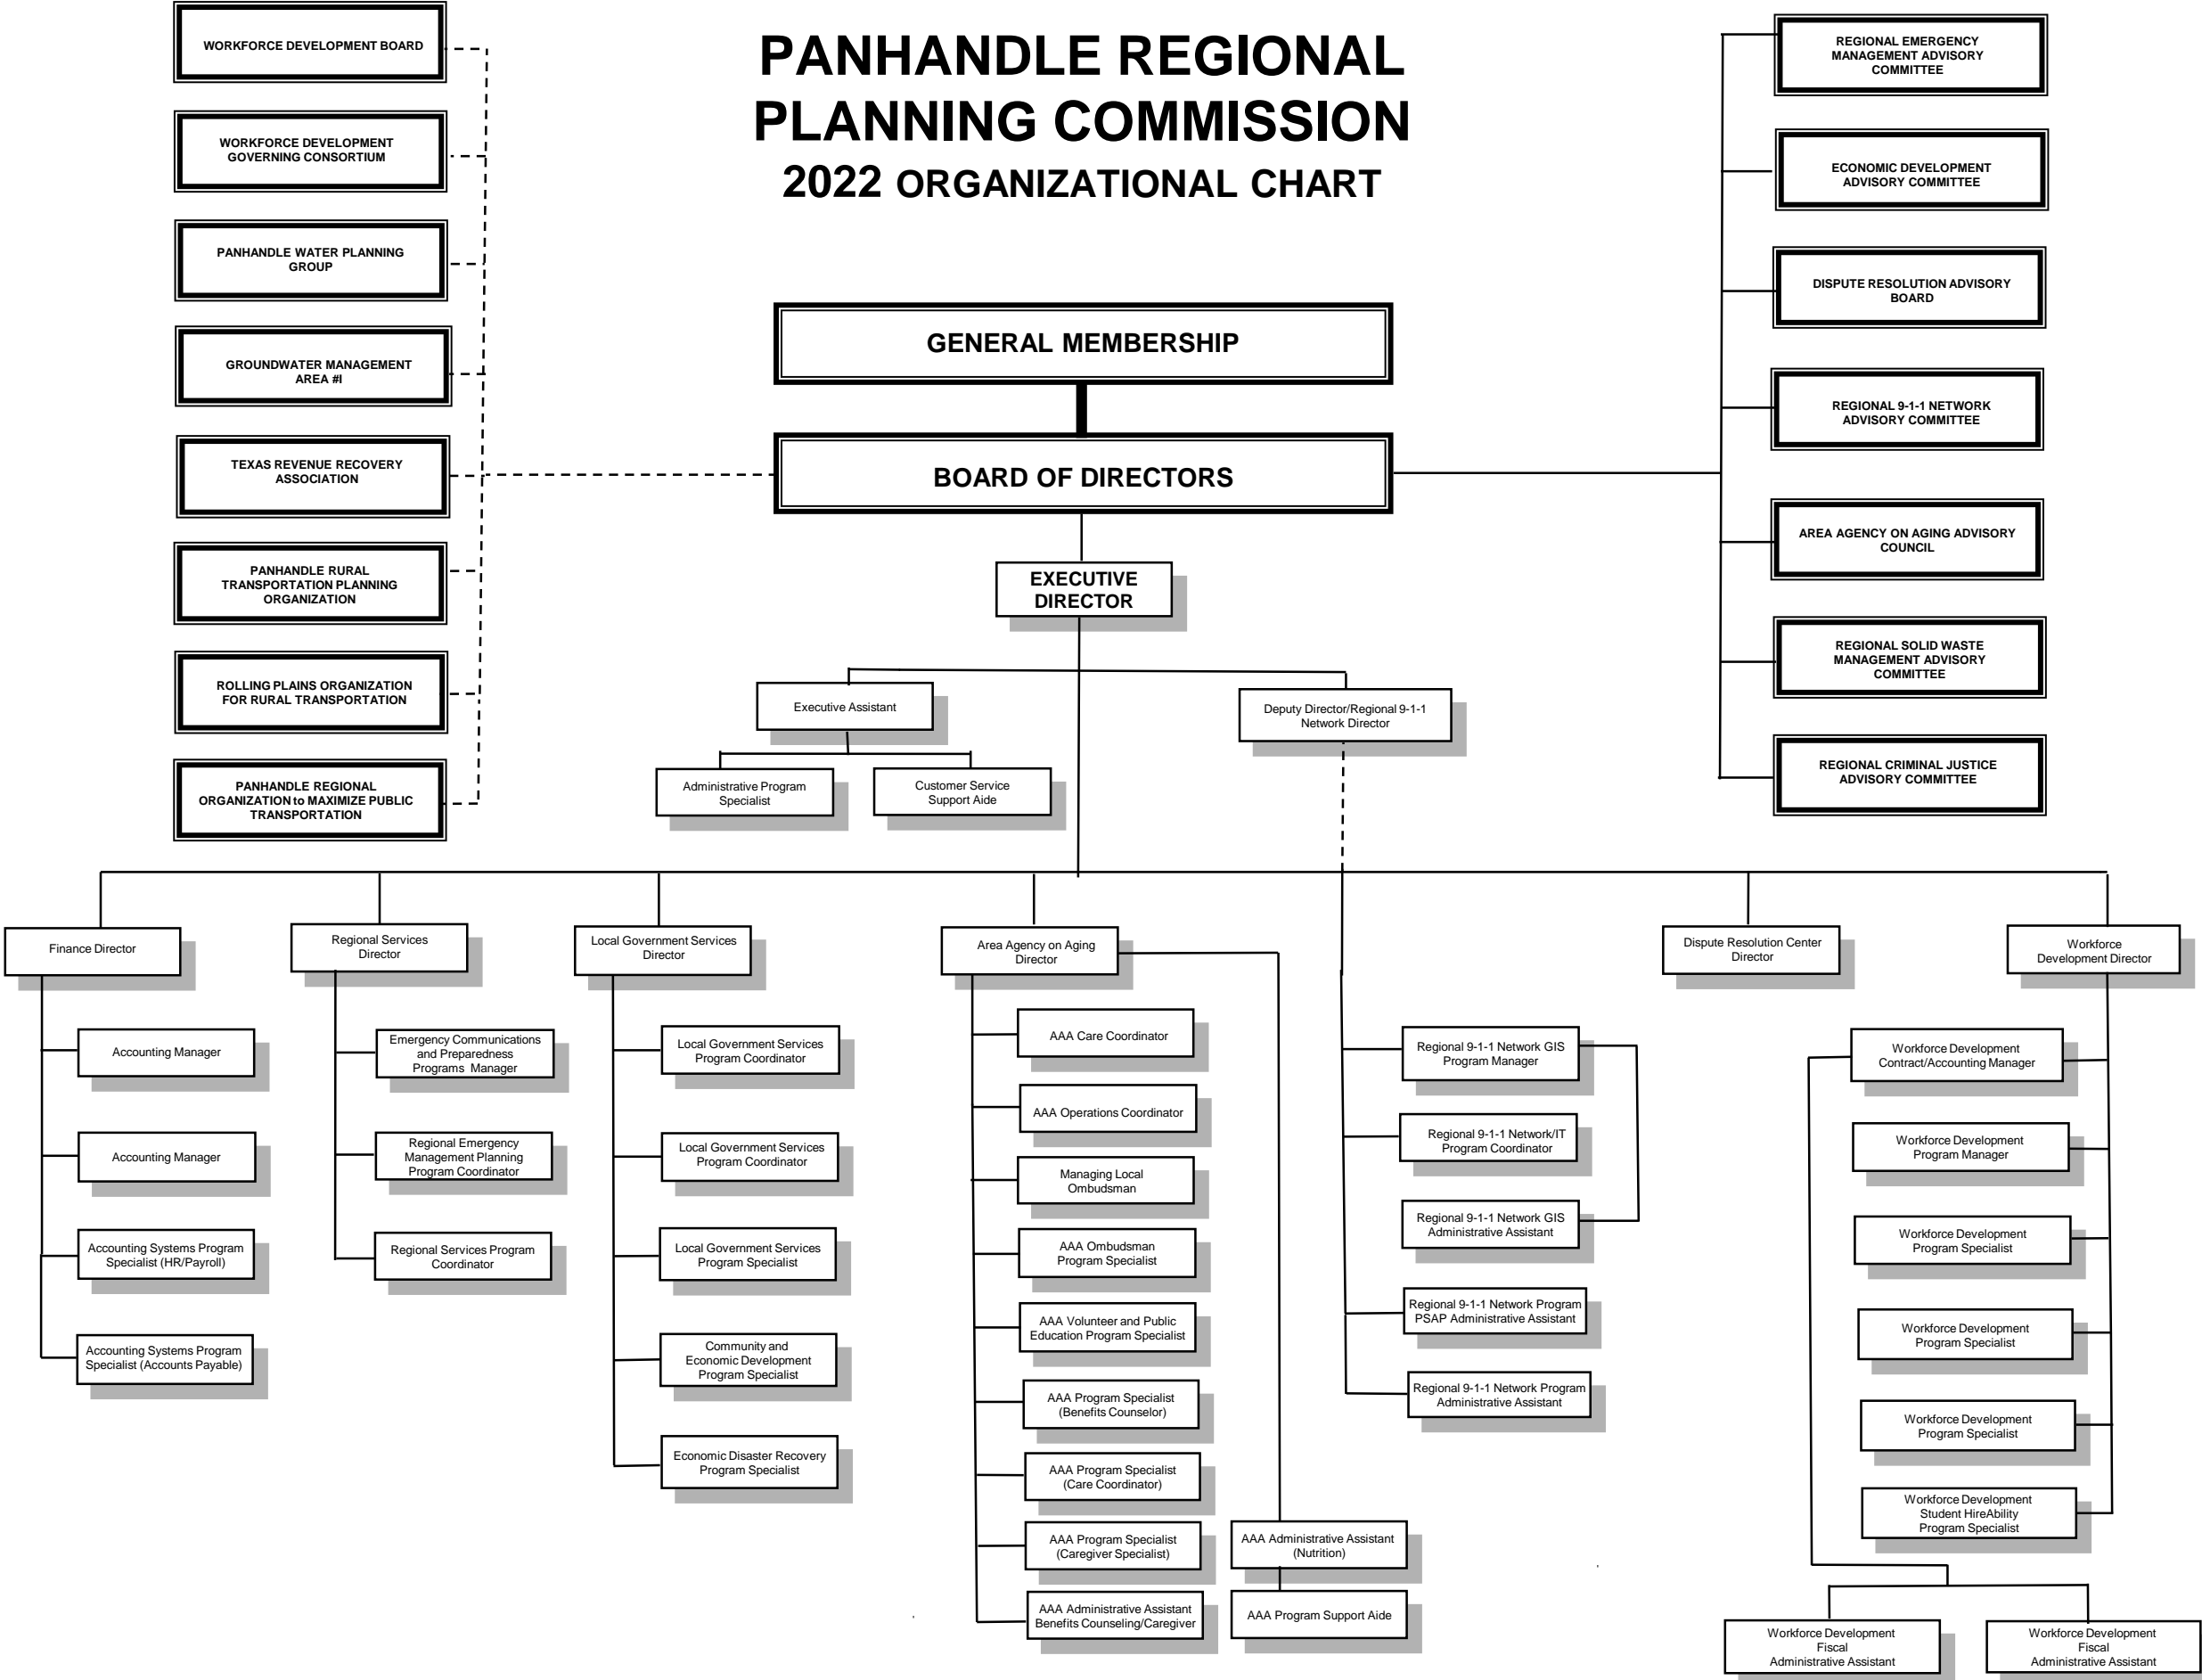 PANHANDLE REGIONAL
PLANNING COMMISSION
2022 ORGANIZATIONAL CHART
WORKFORCE DEVELOPMENT BOARD
WORKFORCE DEVELOPMENT
GOVERNING CONSORTIUM
PANHANDLE WATER PLANNING
GROUP
GROUNDWATER MANAGEMENT
AREA #I
TEXAS REVENUE RECOVERY
ASSOCIATION
PANHANDLE RURAL
TRANSPORTATION PLANNING
ORGANIZATION
ROLLING PLAINS ORGANIZATION
FOR RURAL TRANSPORTATION
PANHANDLE REGIONAL
ORGANIZATION to MAXIMIZE PUBLIC
TRANSPORTATION
GENERAL MEMBERSHIP
BOARD OF DIRECTORS
EXECUTIVE
DIRECTOR
REGIONAL EMERGENCY
MANAGEMENT ADVISORY
COMMITTEE
ECONOMIC DEVELOPMENT
ADVISORY COMMITTEE
DISPUTE RESOLUTION ADVISORY
BOARD
REGIONAL 9-1-1 NETWORK
ADVISORY COMMITTEE
AREA AGENCY ON AGING ADVISORY
COUNCIL
REGIONAL SOLID WASTE
MANAGEMENT ADVISORY
COMMITTEE
REGIONAL CRIMINAL JUSTICE
ADVISORY COMMITTEE
Executive Assistant
Deputy Director/Regional 9-1-1
Network Director
Administrative Program
Specialist
Customer Service
Support Aide
Finance Director
Accounting Manager
Accounting Manager
Accounting Systems Program
Specialist (HR/Payroll)
Accounting Systems Program
Specialist (Accounts Payable)
Regional Services
Director
Emergency Communications
and Preparedness
Programs Manager
Regional Emergency
Management Planning
Program Coordinator
Regional Services Program
Coordinator
Local Government Services
Director
Local Government Services
Program Coordinator
Local Government Services
Program Coordinator
Local Government Services
Program Specialist
Community and
Economic Development
Program Specialist
Economic Disaster Recovery
Program Specialist
Area Agency on Aging
Director
AAA Care Coordinator
AAA Operations Coordinator
Managing Local
Ombudsman
AAA Ombudsman
Program Specialist
AAA Volunteer and Public
Education Program Specialist
AAA Program Specialist
(Benefits Counselor)
AAA Program Specialist
(Care Coordinator)
AAA Program Specialist
(Caregiver Specialist)
AAA Administrative Assistant
Benefits Counseling/Caregiver
AAA Administrative Assistant
(Nutrition)
AAA Program Support Aide
Regional 9-1-1 Network GIS
Program Manager
Regional 9-1-1 Network/IT
Program Coordinator
Regional 9-1-1 Network GIS
Administrative Assistant
Regional 9-1-1 Network Program
PSAP Administrative Assistant
Regional 9-1-1 Network Program
Administrative Assistant
Dispute Resolution Center
Director
Workforce
Development Director
Workforce Development
Contract/Accounting Manager
Workforce Development
Program Manager
Workforce Development
Program Specialist
Workforce Development
Program Specialist
Workforce Development
Program Specialist
Workforce Development
Student HireAbility
Program Specialist
Workforce Development
Fiscal
Administrative Assistant
Workforce Development
Fiscal
Administrative Assistant